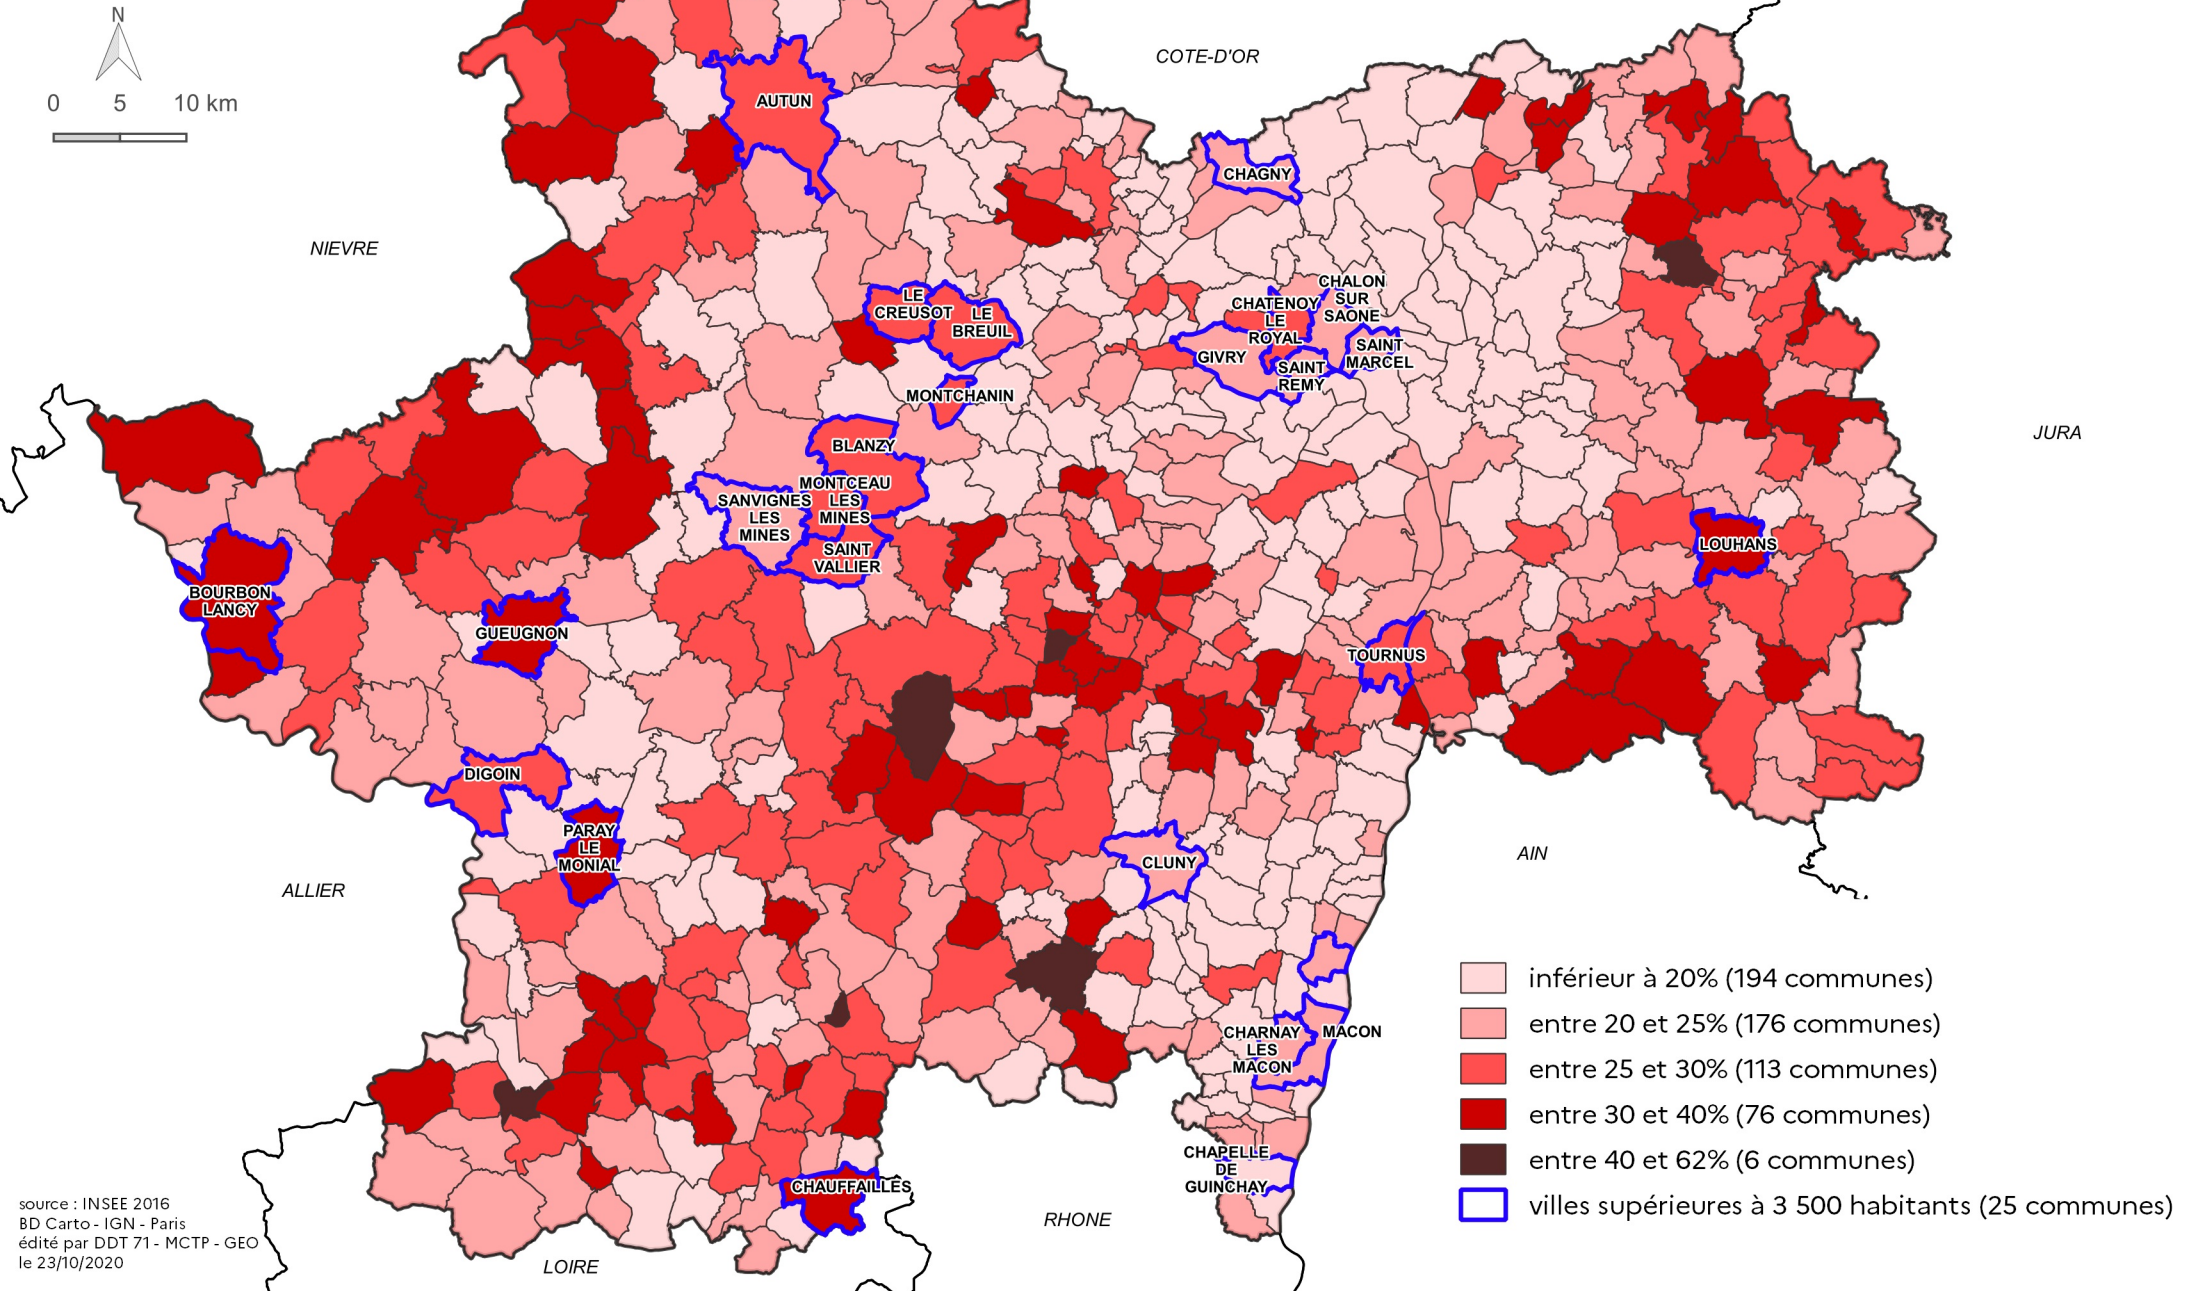 N
0 5 10 km
COTE-D'OR
NIEVRE
JURA
ALLIER
AIN
LOIRE
RHONE
AUTUN
CHAGNY
LE
CREUSOT
LE
BREUIL
CHALON
SUR
SAONE
CHATENOY
LE
ROYAL
GIVRY
SAINT
REMY
SAINT
MARCEL
MONTCHANIN
BLANZY
MONTCEAU
LES
MINES
SANVIGNES
LES
MINES
SAINT
VALLIER
LOUHANS
BOURBON
LANCY
GUEUGNON
TOURNUS
DIGOIN
PARAY
LE
MONIAL
CLUNY
CHARNAY
LES
MACON
MACON
CHAPELLE
DE
GUINCHAY
CHAUFFAILLES
inférieur à 20% (194 communes)
entre 20 et 25% (176 communes)
entre 25 et 30% (113 communes)
entre 30 et 40% (76 communes)
entre 40 et 62% (6 communes)
villes supérieures à 3 500 habitants (25 communes)
source : INSEE 2016
BD Carto - IGN - Paris
édité par DDT 71 - MCTP - GEO
le 23/10/2020